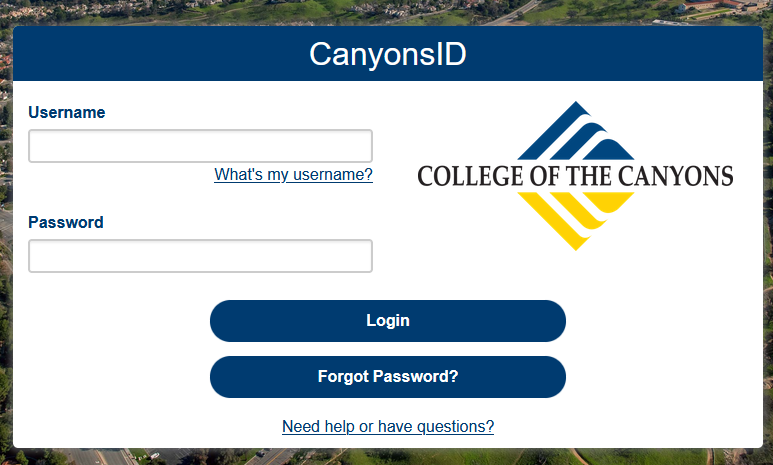 CanyonsID
Username
What's my username?
Password
COLLEGE OF THE CANYONS
Login
Forgot Password?
Need help or have questions?